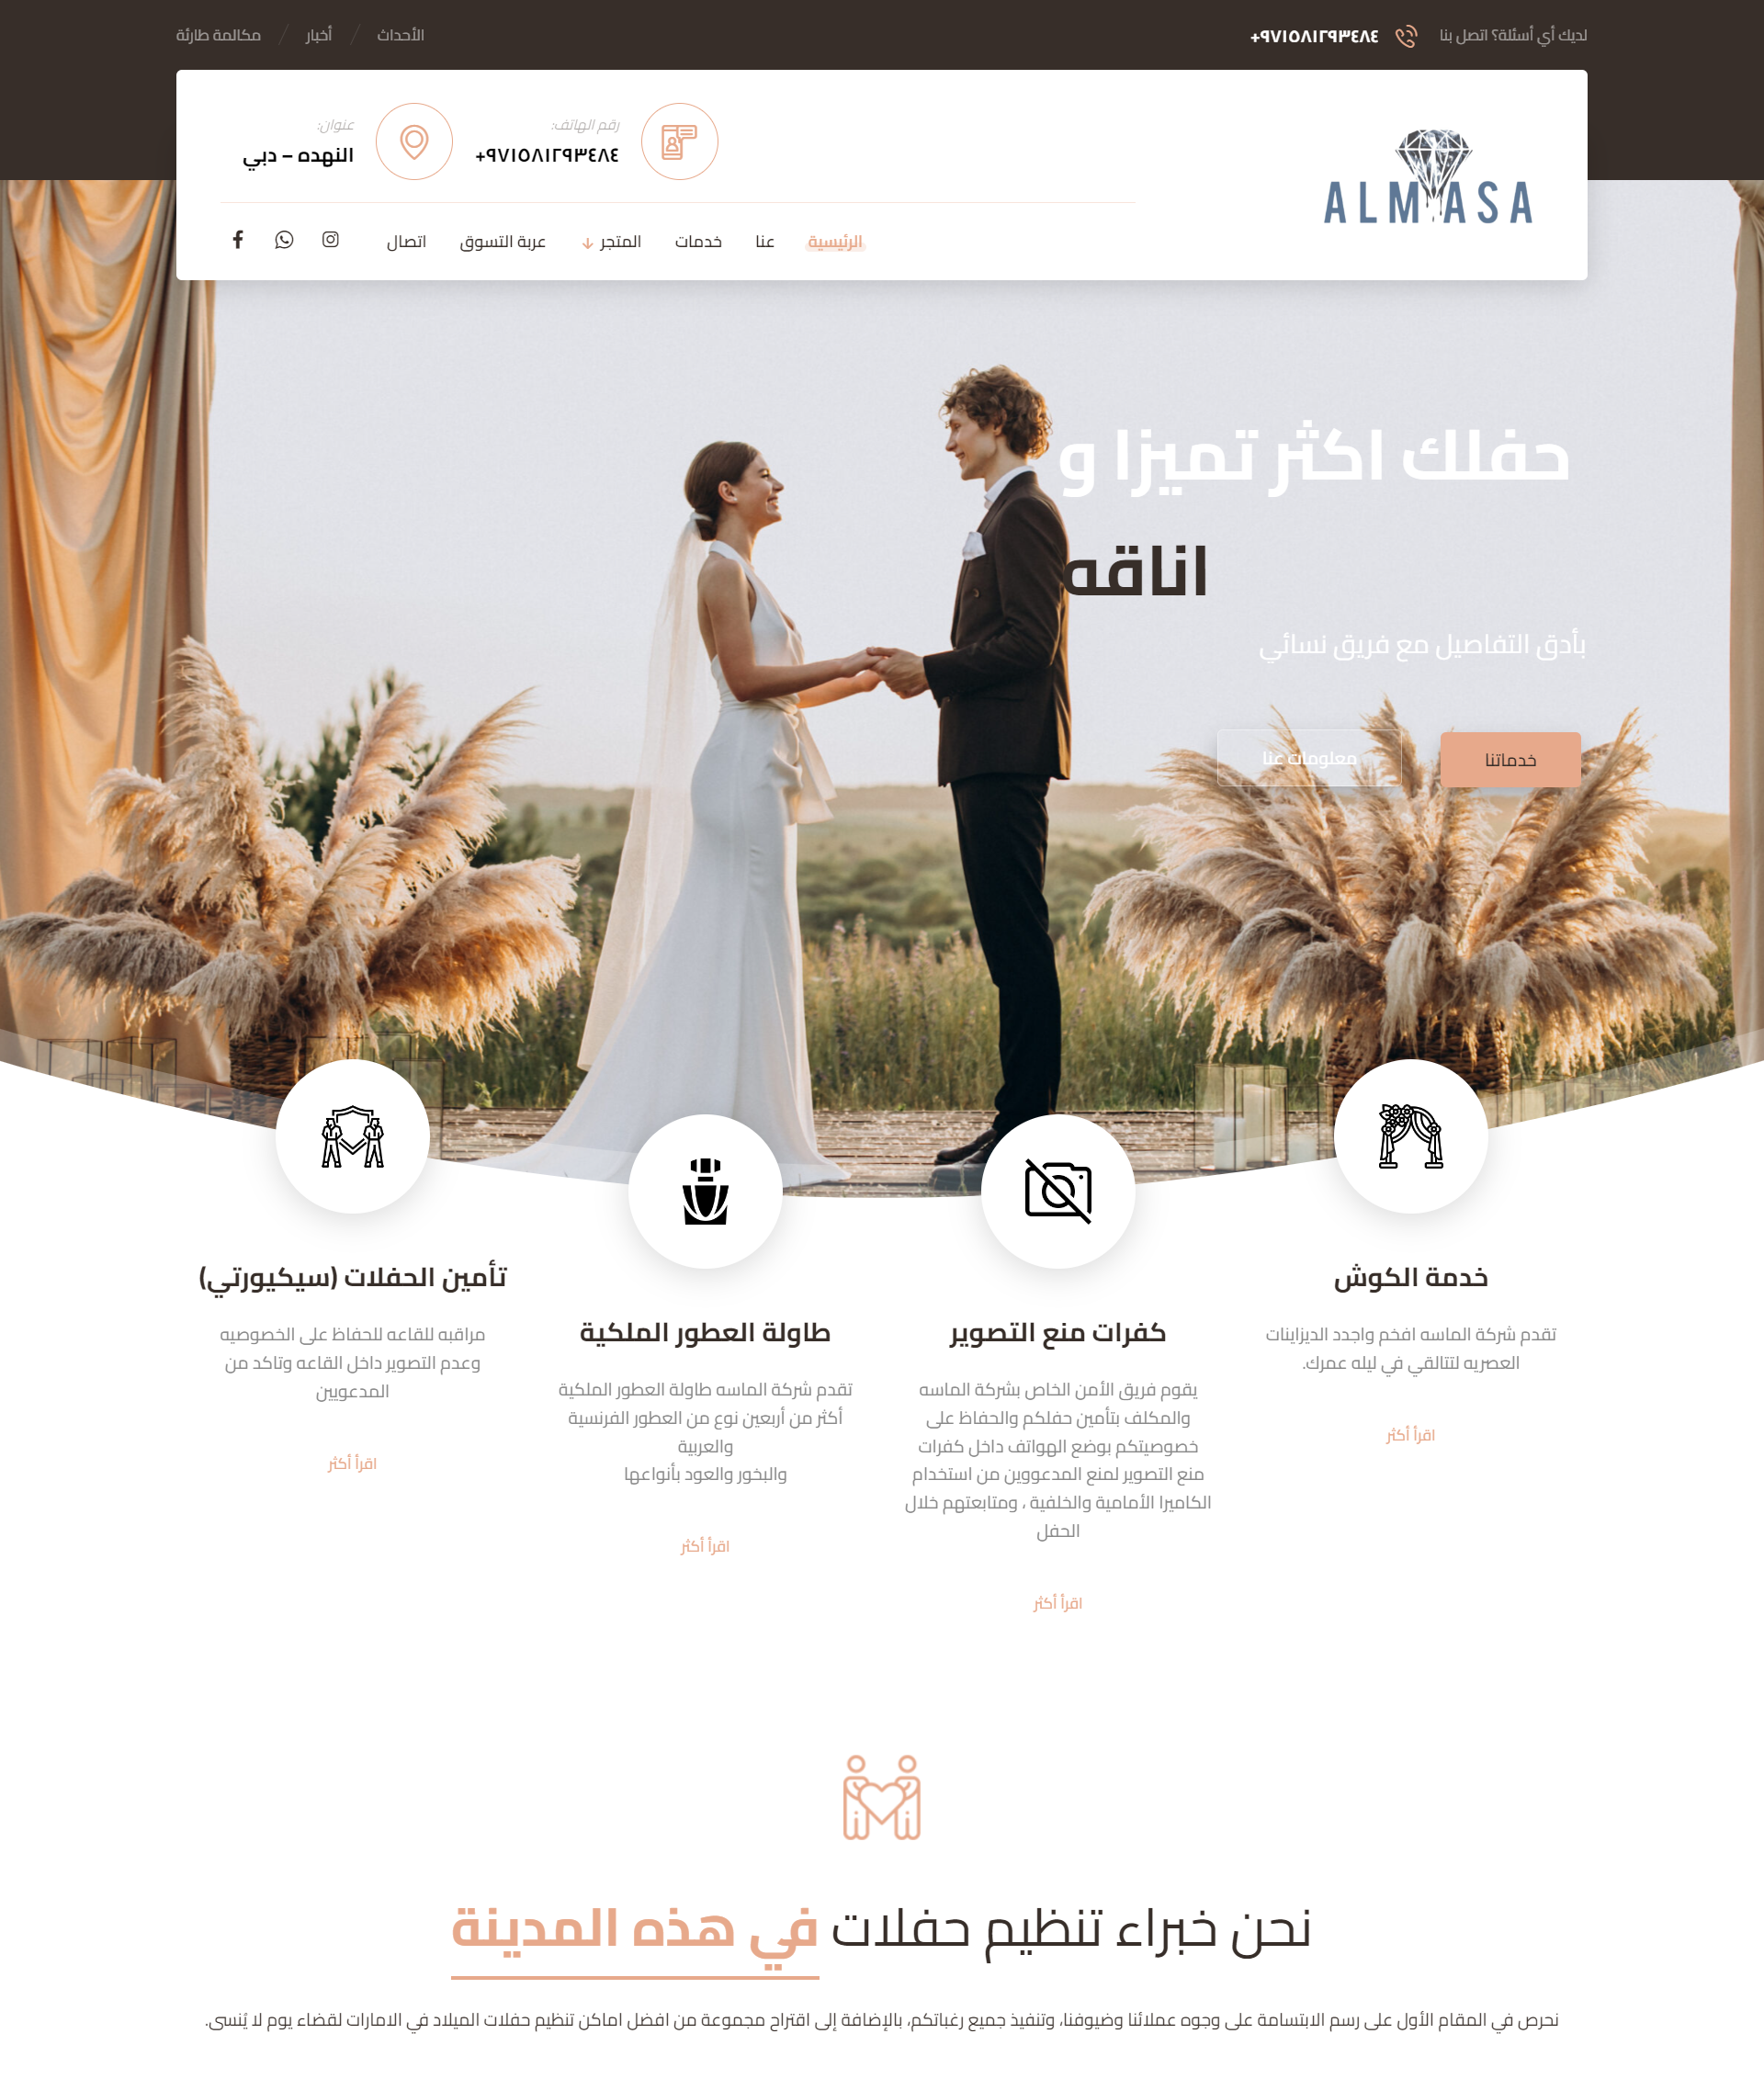 لديك أي أسئلة؟ اتصل بنا
+٩٧١٥٨١٢٩٣٤٨٤
الأحداث
أخبار
مكالمة طارئة
ALMASA
رقم الهاتف:
+٩٧١٥٨١٢٩٣٤٨٤
عنوان:
النهده – دبي
الرئيسية
عنا
خدمات
المتجر
عربة التسوق
اتصال
حفلك اكثر تميزا و
اناقه
بأدق التفاصيل مع فريق نسائي
خدماتنا
معلومات عنا
خدمة الكوش
تقدم شركة الماسه افخم واجدد الديزاينات
العصريه لتتالقي في ليله عمرك.
اقرأ أكثر
كفرات منع التصوير
يقوم فريق الأمن الخاص بشركة الماسه
والمكلف بتأمين حفلكم والحفاظ على
خصوصيتكم بوضع الهواتف داخل كفرات
منع التصوير لمنع المدعووين من استخدام
الكاميرا الأمامية والخلفية ، ومتابعتهم خلال
الحفل
اقرأ أكثر
طاولة العطور الملكية
تقدم شركة الماسه طاولة العطور الملكية
أكثر من أربعين نوع من العطور الفرنسية
والعربية
والبخور والعود بأنواعها
اقرأ أكثر
تأمين الحفلات (سيكيورتي)
مراقبه للقاعه للحفاظ على الخصوصيه
وعدم التصوير داخل القاعه وتاكد من
المدعويين
اقرأ أكثر
نحن خبراء تنظيم حفلات في هذه المدينة
نحرص في المقام الأول على رسم الابتسامة على وجوه عملائنا وضيوفنا، وتنفيذ جميع رغباتكم، بالإضافة إلى اقتراح مجموعة من افضل اماكن تنظيم حفلات الميلاد في الامارات لقضاء يوم لا يُنسى.